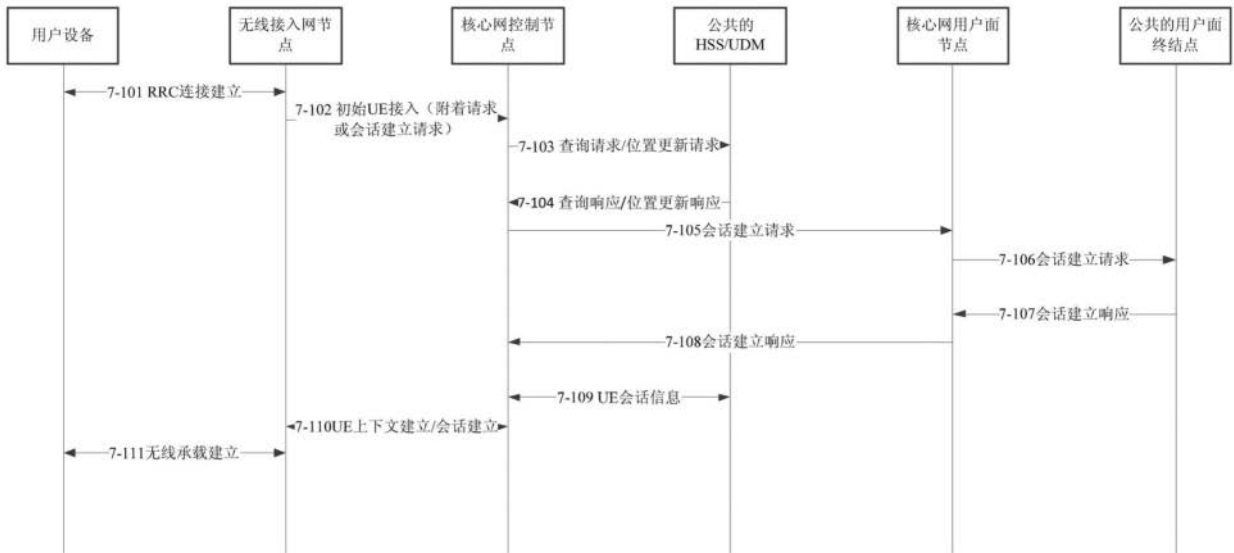 用户设备
无线接入网节
点
核心网控制节
点
公共的
HSS/UDM
核心网用户面
节点
公共的用户面
终结点
7-101 RRC连接建立
7-102 初始UE接入（附着请求
或会话建立请求）
7-103 查询请求/位置更新请求
7-104 查询响应/位置更新响应
7-105会话建立请求
7-106会话建立请求
7-107会话建立响应
7-108会话建立响应
7-109 UE会话信息
7-110UE上下文建立/会话建立
7-111无线承载建立